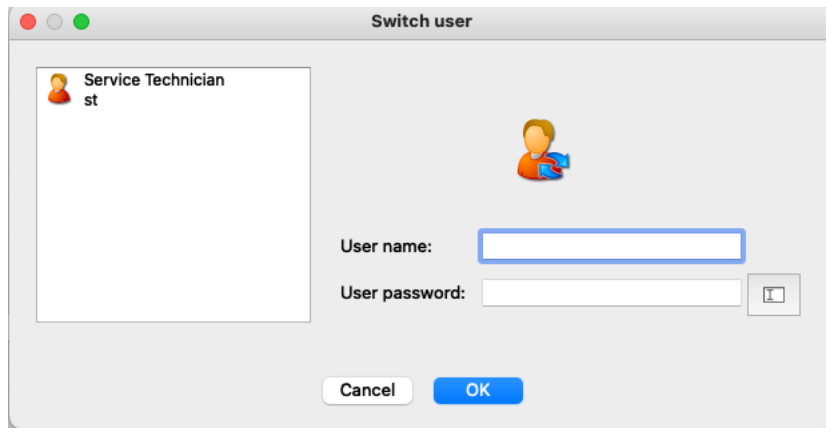 Switch user
Service Technician
st
User name:
User password:
Cancel
OK